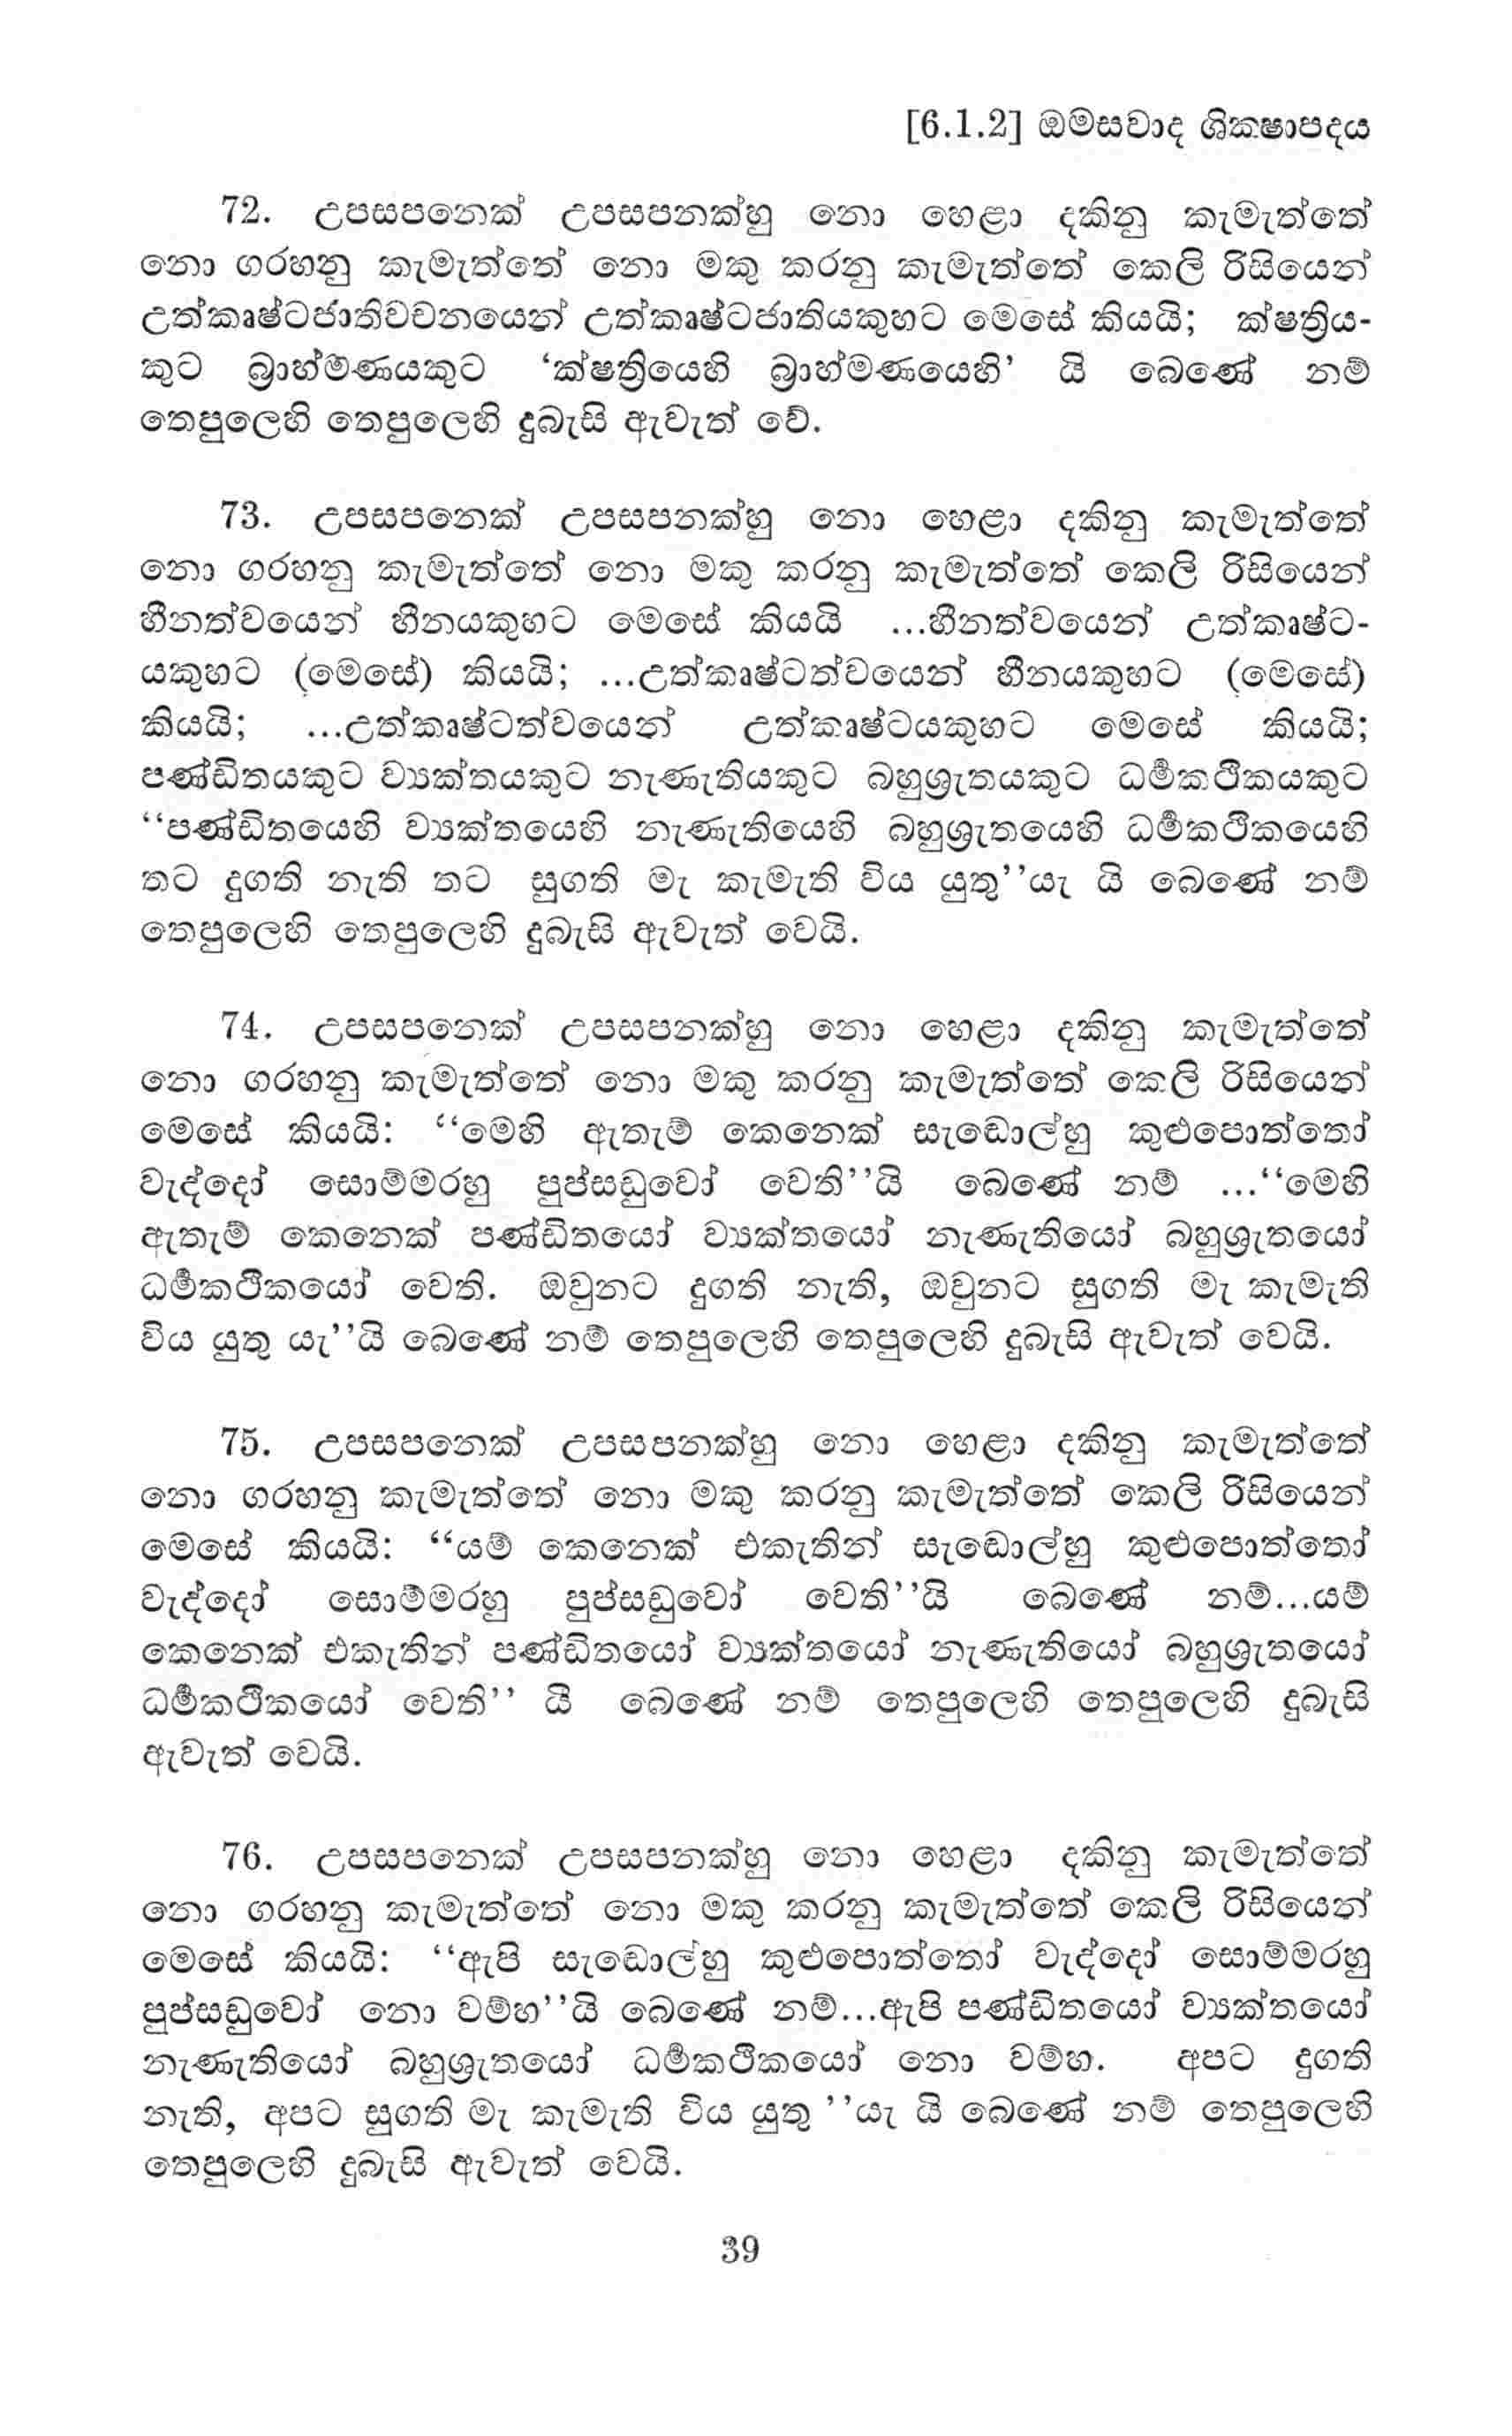 [6.1.2] ඔමසවාද ශික‍ෂාපදය
72. උපසපනෙක් උපසපනක්හු නො හෙළා දකිනු කැමැත්තේ
නො ගරහනු කැමැත්තේ නො මකු කරනු කැමැත්තේ කෙලි රිසියෙන්
උත්කෘෂ්ටජාතිවචනයෙන් උත්කෘෂ්ටජාතියකුහට මෙසේ කියයි; ක්ෂත්‍රිය-
කුට බ්‍රාහ්මණයකුට ‘ක්ෂත්‍රියෙහි බ්‍රාහ්මණයෙහි’ යි බෙණේ නම්
තෙපුලෙහි තෙපුලෙහි දුබැසි ඇවැත් වේ.
73. උපසපනෙක් උපසපනක්හු නො හෙළා දකිනු කැමැත්තේ
නො ගරහනු කැමැත්තේ නො මකු කරනු කැමැත්තේ කෙලි රිසියෙන්
හීනත්වයෙන් හීනයකුහට මෙසේ කියයි ...හීනත්වයෙන් උත්කෘෂ්ට-
යකුහට (මෙසේ) කියයි; ...උත්කෘෂ්ටත්වයෙන් හීනයකුහට (මෙසේ)
කියයි; ...උත්කෘෂ්ටත්වයෙන් උත්කෘෂ්ටයකුහට මෙසේ කියයි;
පණ්ඩිතයකුට ව්‍යක්තයකුට නැණැතියකුට බහුශ්‍රැතයකුට ධර්‍මකථිකයකුට
“පණ්ඩිතයෙහි ව්‍යක්තයෙහි නැණැතියෙහි බහුශ්‍රැතයෙහි ධර්‍මකථිකයෙහි
තට දුගති නැති තට සුගති මැ කැමැති විය යුතු”යැ යි බෙණේ නම්
තෙපුලෙහි තෙපුලෙහි දුබැසි ඇවැත් වෙයි.
74. උපසපනෙක් උපසපනක්හු නො හෙළා දකිනු කැමැත්තේ
නො ගරහනු කැමැත්තේ නො මකු කරනු කැමැත්තේ කෙලි රිසියෙන්
මෙසේ කියයි: “මෙහි ඇතැම් කෙනෙක් සැඬොල්හු කුළුපොත්තෝ
වැද්දෝ සොම්මරහු පුප්සඩුවෝ වෙති”යි බෙණේ නම් ...“මෙහි
ඇතැම් කෙනෙක් පණ්ඩිතයෝ ව්‍යක්තයෝ නැණැතියෝ බහුශ්‍රැතයෝ
ධර්‍මකථිකයෝ වෙති. ඔවුනට දුගති නැති, ඔවුනට සුගති මැ කැමැති
විය යුතු යැ”යි බෙණේ නම් තෙපුලෙහි තෙපුලෙහි දුබැසි ඇවැත් වෙයි.
75. උපසපනෙක් උපසපනක්හු නො හෙළා දකිනු කැමැත්තේ
නො ගරහනු කැමැත්තේ නො මකු කරනු කැමැත්තේ කෙලි රිසියෙන්
මෙසේ කියයි: “යම් කෙනෙක් එකැතින් සැඬොල්හු කුළුපොත්තෝ
වැද්දෝ සොම්මරහු පුප්සඩුවෝ වෙති”යි බෙණේ නම්...යම්
කෙනෙක් එකැතින් පණ්ඩිතයෝ ව්‍යක්තයෝ නැණැතියෝ බහුශ්‍රැතයෝ
ධර්‍මකථිකයෝ වෙති” යී බෙණේ නම් තෙපුලෙහි තෙපුලෙහි දුබැසි
ඇවැත් වෙයි.
76. උපසපනෙක් උපසපනක්හු නො හෙළා දකිනු කැමැත්තේ
නො ගරහනු කැමැත්තේ නො මකු කරනු කැමැත්තේ කෙලි රිසියෙන්
මෙසේ කියයි: “ඇපි සැඬොල්හු කුළුපොත්තෝ වැද්දෝ සොම්මරහු
පුප්සඩුවෝ නො වම්හ”යි බෙණේ නම්...ඇපි පණ්ඩිතයෝ ව්‍යක්තයෝ
නැණැතියෝ බහුශ්‍රැතයෝ ධර්‍මකථිකයෝ නො වම්හ. අපට දුගති
නැති, අපට සුගති මැ කැමැති විය යුතු ”යැ යි බෙණේ නම් තෙපුලෙහි
තෙපුලෙහි දුබැසි ඇවැත් වෙයි.
39